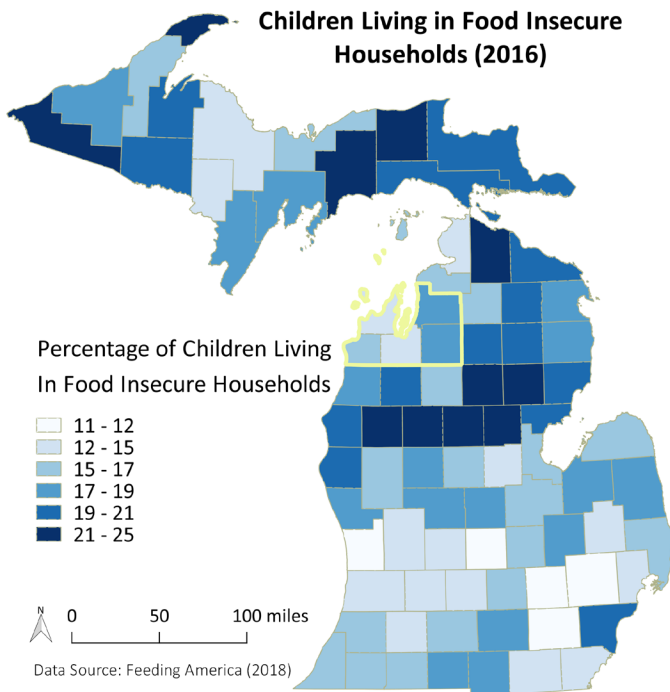 Children Living in Food Insecure
Households (2016)
Percentage of Children Living
In Food Insecure Households
11 - 12
12 - 15
15 - 17
17 - 19
19 - 21
21 - 25
N
0 50 100 miles
Data Source: Feeding America (2018)